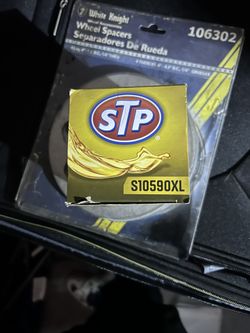 White Knight
106302
Wheel Spacers
Separadores De Rueda
STP
S10590XL